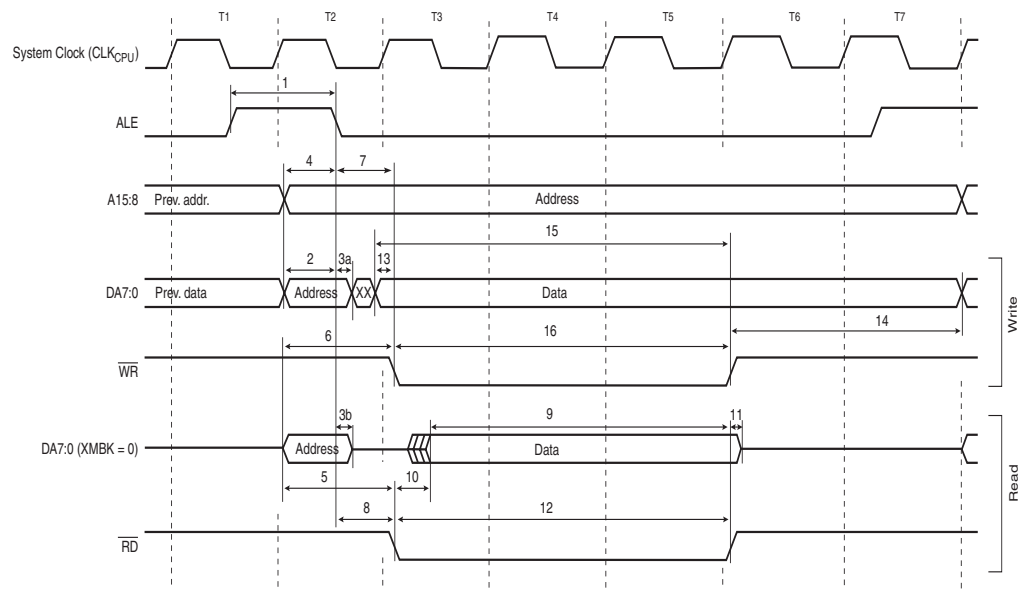 T1 T2 T3 T4 T5 T6 T7
System Clock (CLKCPU)
1
ALE
4 7
A15:8 Prev. addr. Address
15
2 3a 13
DA7:0 Prev. data Address XX Data
14
6 16
WR
Write
3b 9 11
DA7:0 (XMBK = 0) Address Data
5 10
8 12
RD
Read